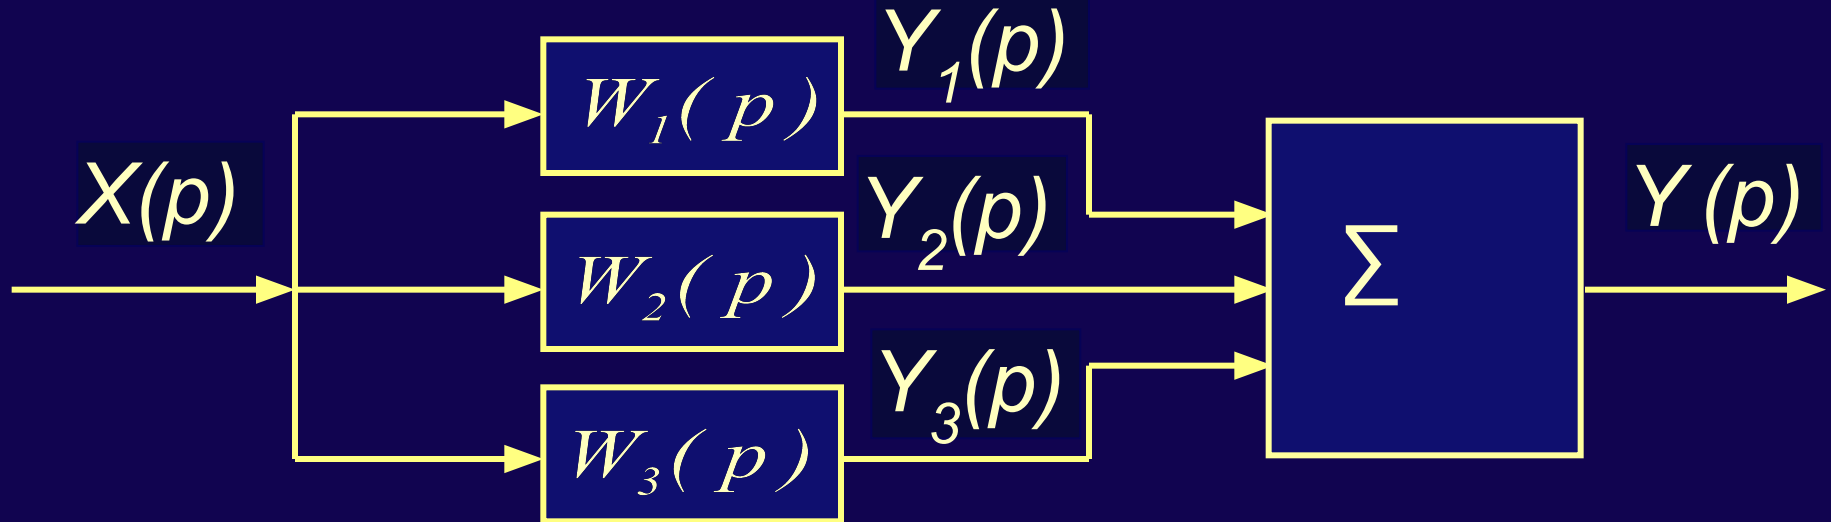 Y₁(p)
W₁(p)
X(p)
Y₂(p)
Y(p)
W₂(p)
Σ
Y₃(p)
W₃(p)